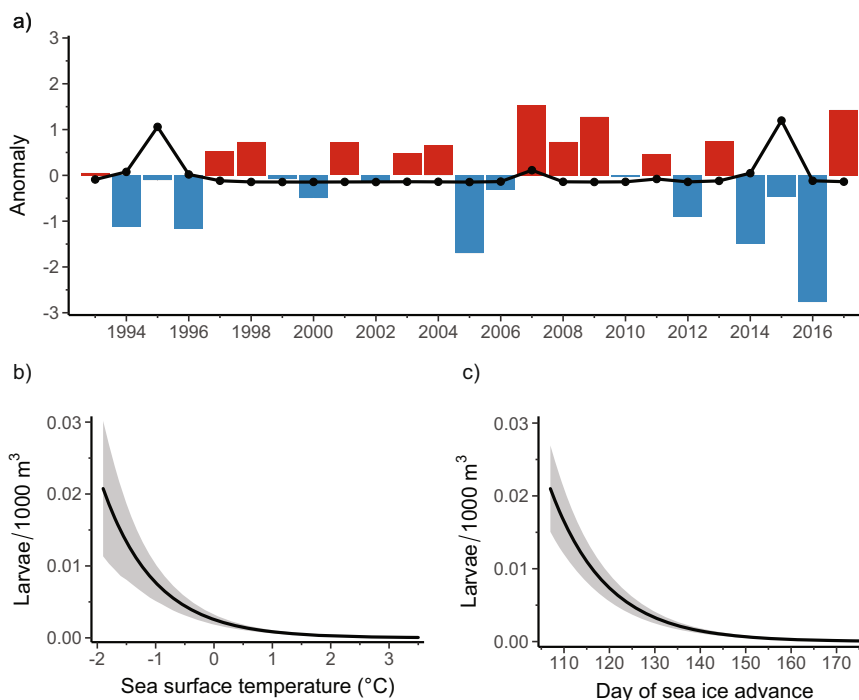 a)
3
2
1
0
-1
-2
-3
Anomaly
1994 1996 1998 2000 2002 2004 2006 2008 2010 2012 2014 2016
b)
0.03
0.02
0.01
0.00
Larvae/1000 m³
-2 -1 0 1 2 3
Sea surface temperature (°C)
c)
0.03
0.02
0.01
0.00
Larvae/1000 m³
110 120 130 140 150 160 170
Day of sea ice advance